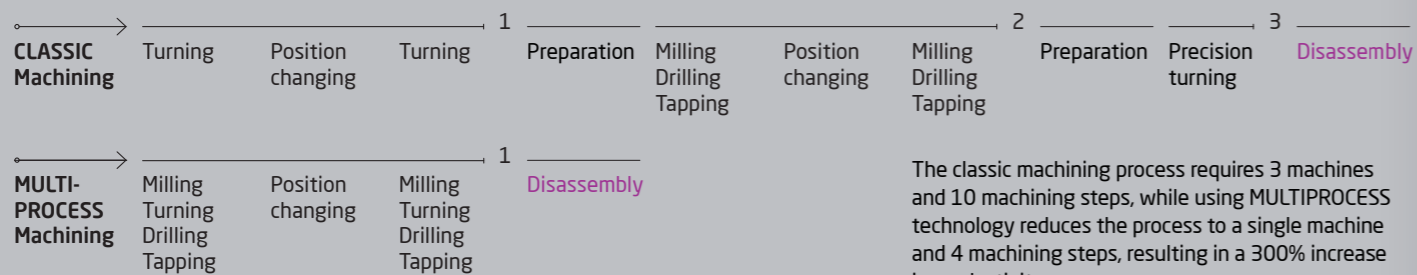 1
2
3
CLASSIC
Machining
Turning
Position
changing
Turning
Preparation
Milling
Drilling
Tapping
Position
changing
Milling
Drilling
Tapping
Preparation
Precision
turning
Disassembly
1
MULTI-
PROCESS
Machining
Milling
Turning
Drilling
Tapping
Position
changing
Milling
Turning
Drilling
Tapping
Disassembly
The classic machining process requires 3 machines
and 10 machining steps, while using MULTIPROCESS
technology reduces the process to a single machine
and 4 machining steps, resulting in a 300% increase